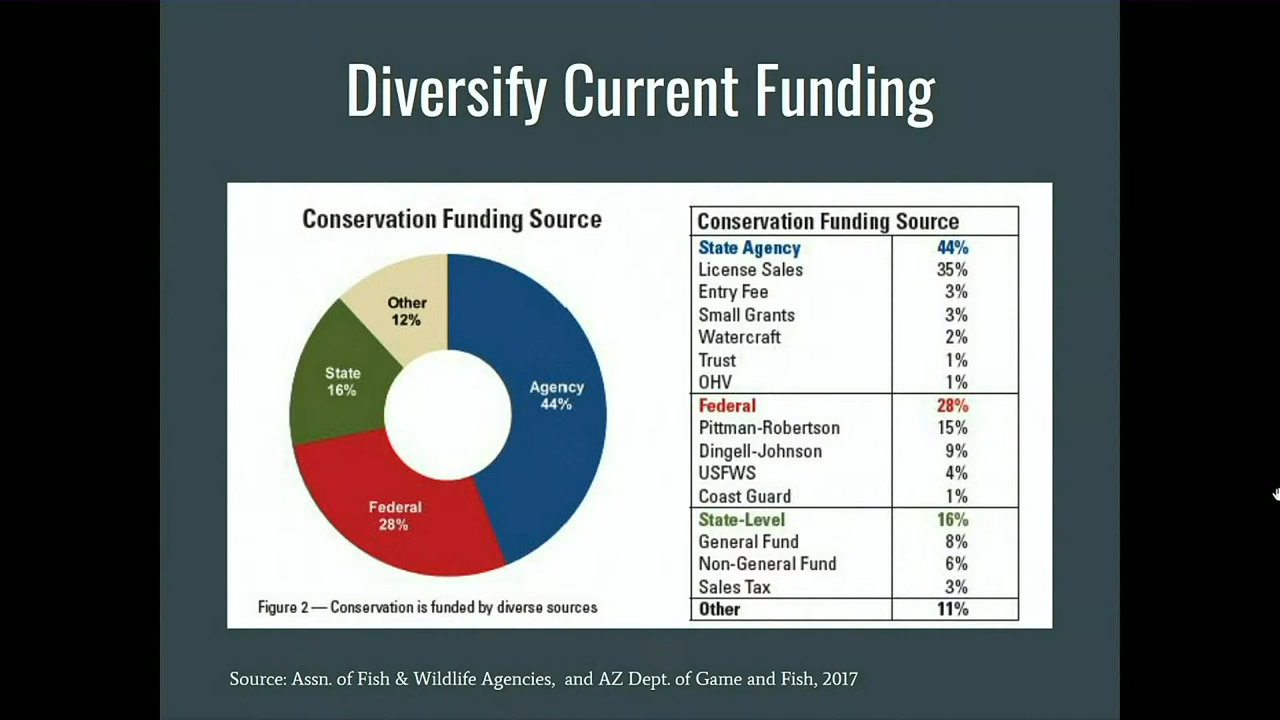 Diversify Current Funding
Conservation Funding Source
Other
12%
State
16%
Agency
44%
Federal
28%
Figure 2 — Conservation is funded by diverse sources
Conservation Funding Source
State Agency 44%
License Sales 35%
Entry Fee 3%
Small Grants 3%
Watercraft 2%
Trust 1%
OHV 1%
Federal 28%
Pittman-Robertson 15%
Dingell-Johnson 9%
USFWS 4%
Coast Guard 1%
State-Level 16%
General Fund 8%
Non-General Fund 6%
Sales Tax 3%
Other 11%
Source: Assn. of Fish & Wildlife Agencies, and AZ Dept. of Game and Fish, 2017